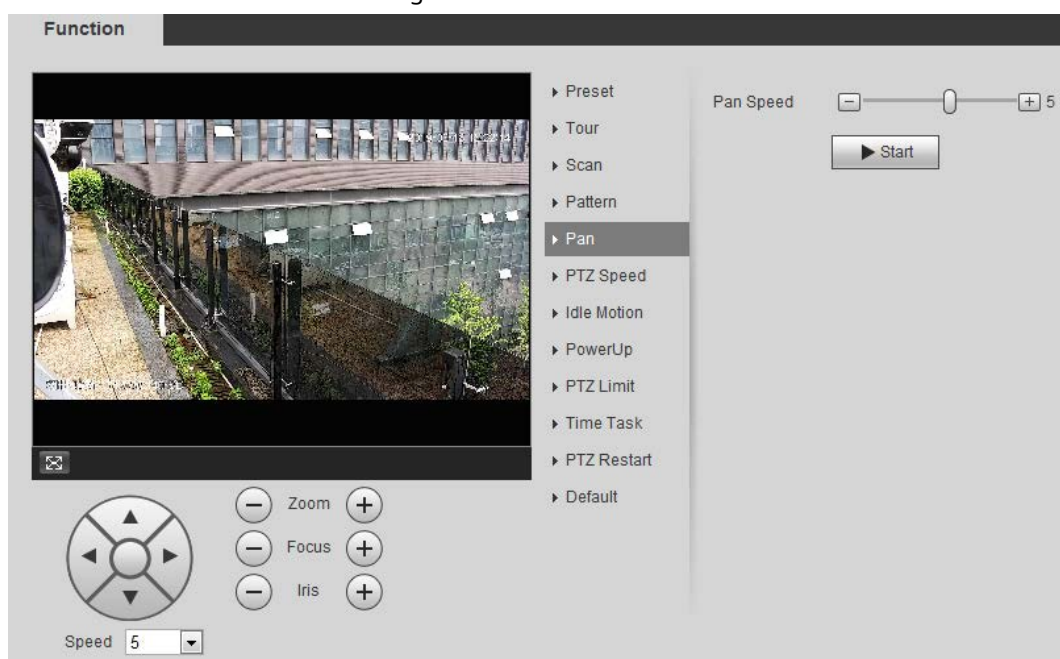 Function
Preset
Tour
Scan
Pattern
Pan
PTZ Speed
Idle Motion
PowerUp
PTZ Limit
Time Task
PTZ Restart
Default
Pan Speed
5
Start
Zoom
Focus
Iris
Speed 5